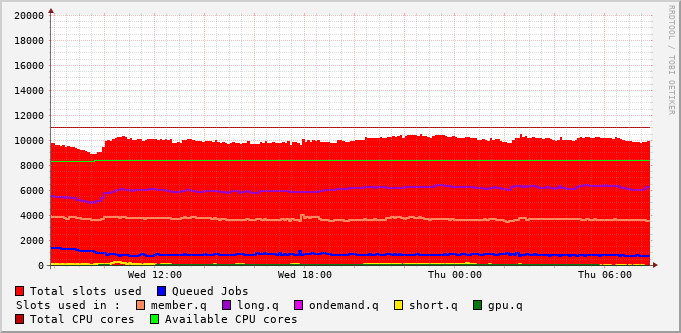 20000
18000
16000
14000
12000
10000
8000
6000
4000
2000
0
Wed 12:00 Wed 18:00 Thu 00:00 Thu 06:00
RRDTOOL / TOBI OETIKER
Total slots used Queued Jobs
Slots used in : member.q long.q ondemand.q short.q gpu.q
Total CPU cores Available CPU cores